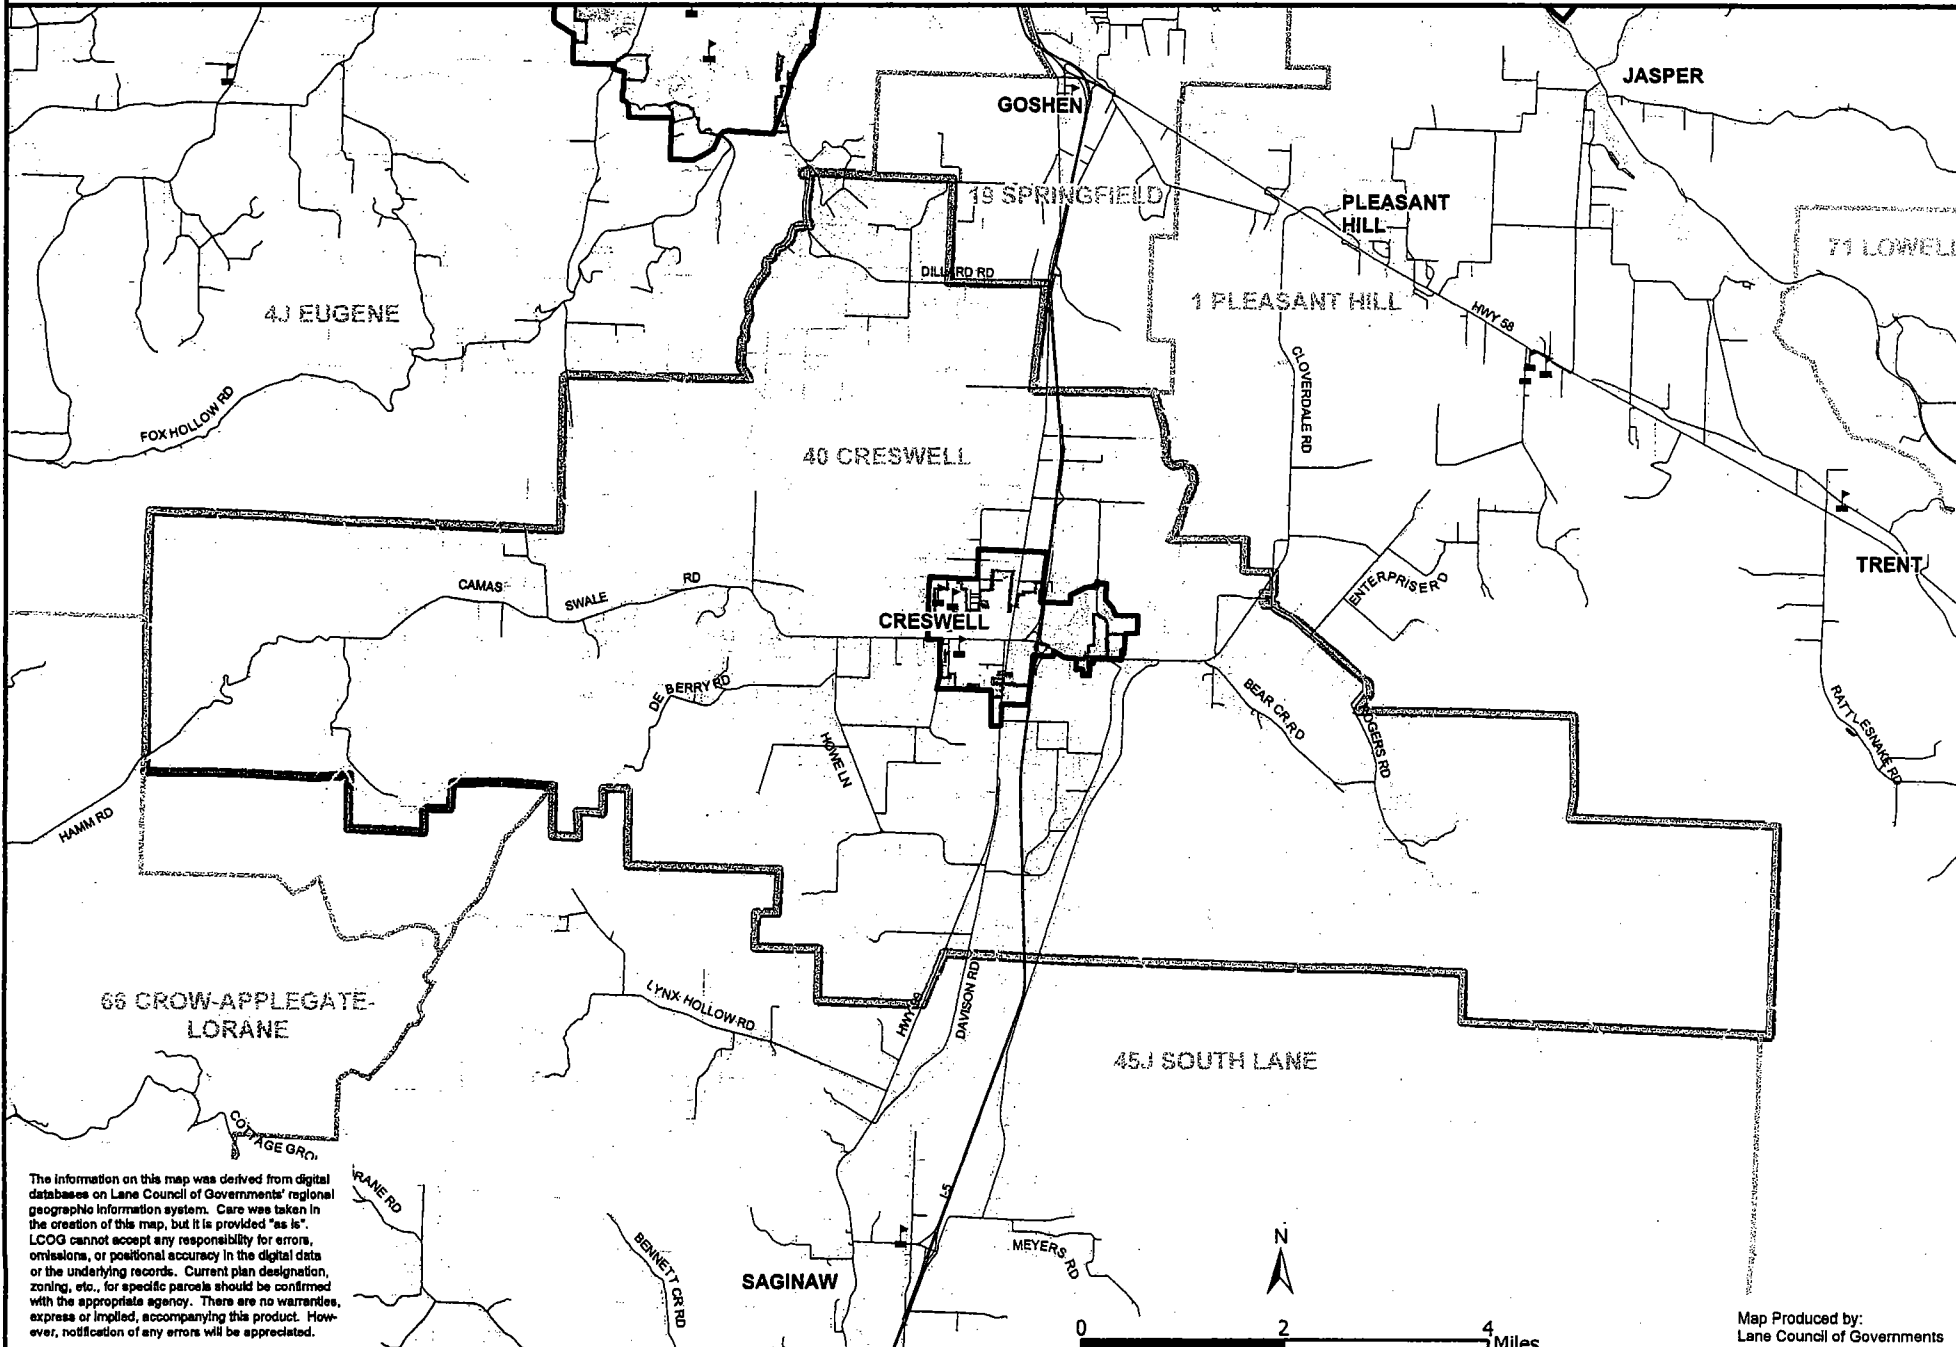 JASPER
GOSHEN
19 SPRINGFIELD
PLEASANT
HILL
71 LOWELL
DILLARD RD
4J EUGENE
1 PLEASANT HILL
HWY 58
CLOVERDALE RD
FOX HOLLOW RD
40 CRESWELL
TRENT
CAMAS
SWALE
RD
ENTERPRISE RD
CRESWELL
DE BERRY RD
BEAR CR RD
ROGERS RD
RATTLESNAKE RD
HOWE LN
HAMM RD
66 CROW-APPLEGATE-
LORANE
LYNX HOLLOW RD
HWY 99
DAVISON RD
45J SOUTH LANE
COTTAGE GRO
RANE RD
I-5
BENNETT CR RD
MEYERS RD
SAGINAW
The information on this map was derived from digital
databases on Lane Council of Governments' regional
geographic information system. Care was taken in
the creation of this map, but it is provided "as is".
LCOG cannot accept any responsibility for errors,
omissions, or positional accuracy in the digital data
or the underlying records. Current plan designation,
zoning, etc., for specific parcels should be confirmed
with the appropriate agency. There are no warranties,
express or implied, accompanying this product. How-
ever, notification of any errors will be appreciated.
N
0 2 4 Miles
Map Produced by:
Lane Council of Governments